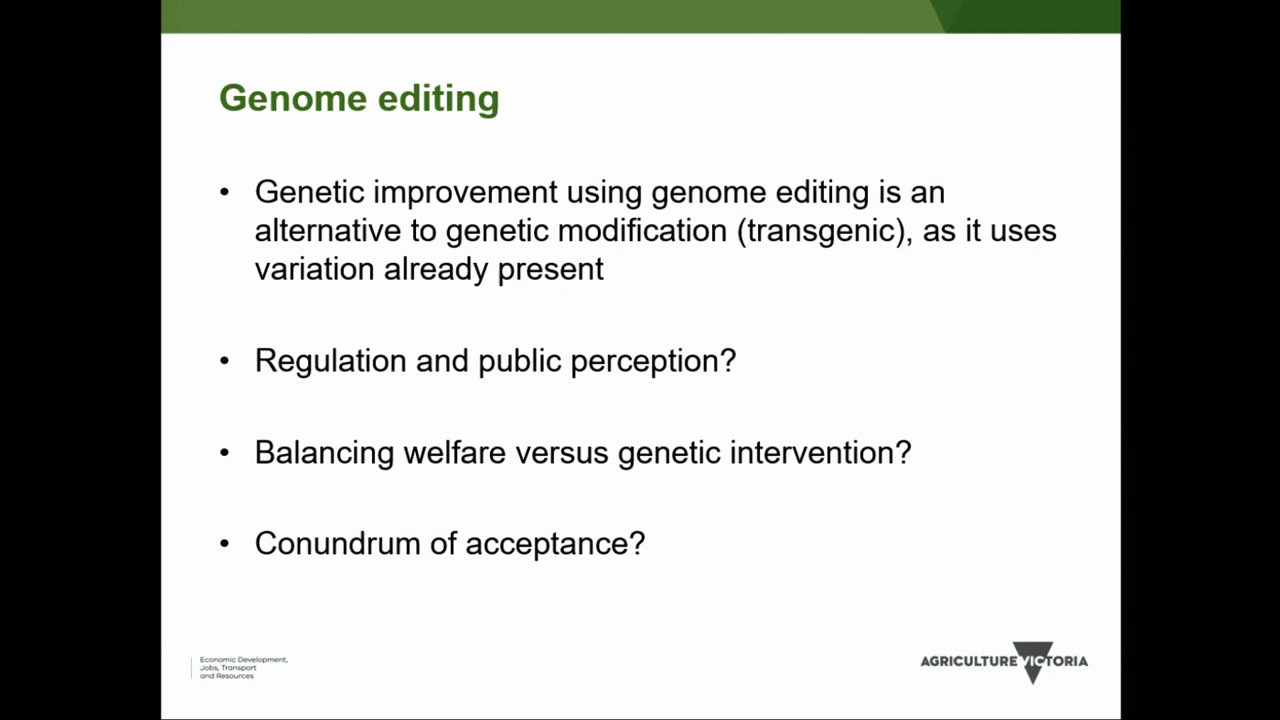 Genome editing
• Genetic improvement using genome editing is an
alternative to genetic modification (transgenic), as it uses
variation already present
• Regulation and public perception?
• Balancing welfare versus genetic intervention?
• Conundrum of acceptance?
Economic Development,
Jobs, Transport
and Resources
AGRICULTURE VICTORIA